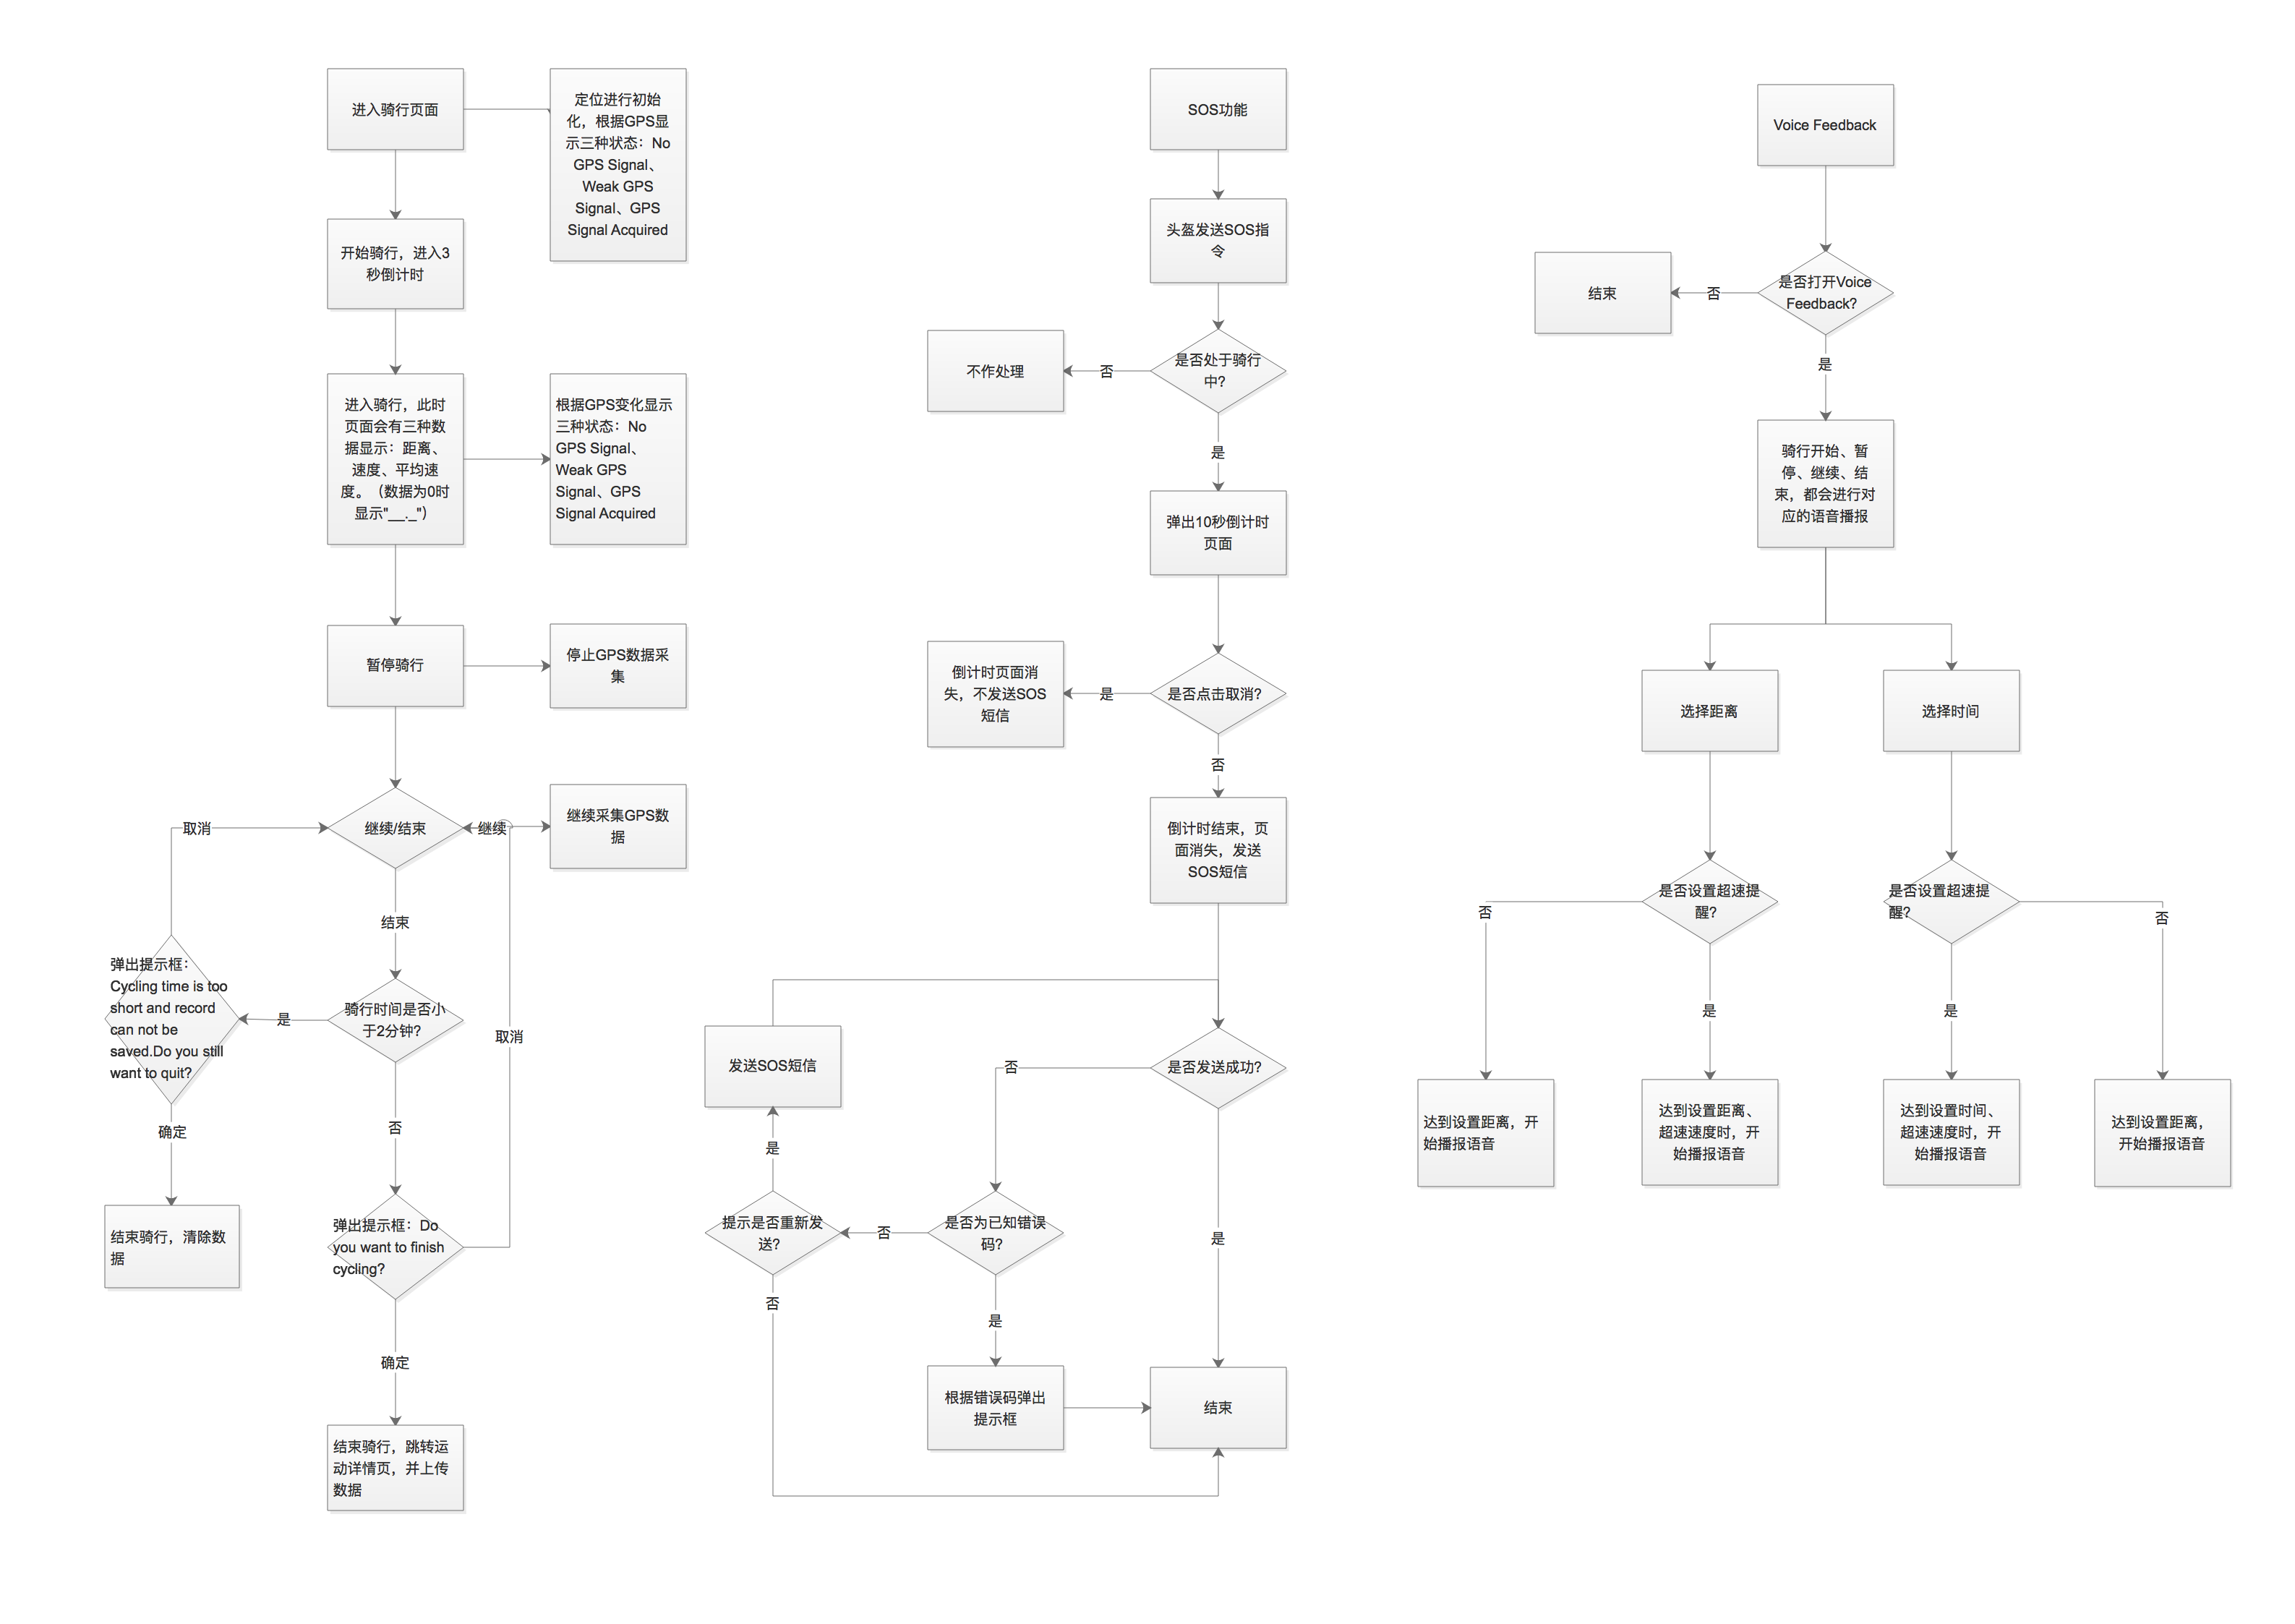 进入骑行页面
定位进行初始
化，根据GPS显
示三种状态：No
GPS Signal、
Weak GPS
Signal、GPS
Signal Acquired
开始骑行，进入3
秒倒计时
进入骑行，此时
页面会有三种数
据显示：距离、
速度、平均速
度。（数据为0时
显示"__._"）
根据GPS变化显示
三种状态：No
GPS Signal、
Weak GPS
Signal、GPS
Signal Acquired
暂停骑行
停止GPS数据采
集
取消
继续/结束
继续
继续采集GPS数
据
结束
弹出提示框：
Cycling time is too
short and record
can not be
saved.Do you still
want to quit?
是
骑行时间是否小
于2分钟？
取消
确定
否
结束骑行，清除数
据
弹出提示框：Do
you want to finish
cycling?
确定
结束骑行，跳转运
动详情页，并上传
数据
SOS功能
头盔发送SOS指
令
不作处理
否
是否处于骑行
中？
是
弹出10秒倒计时
页面
倒计时页面消
失，不发送SOS
短信
是
是否点击取消？
否
倒计时结束，页
面消失，发送
SOS短信
发送SOS短信
否
是否发送成功？
是
提示是否重新发
送？
否
是否为已知错误
码？
是
否
是
根据错误码弹出
提示框
结束
Voice Feedback
结束
否
是否打开Voice
Feedback?
是
骑行开始、暂
停、继续、结
束，都会进行对
应的语音播报
选择距离
选择时间
否
是否设置超速提
醒？
是否设置超速提
醒？
否
是
是
达到设置距离，开
始播报语音
达到设置距离、
超速速度时，开
始播报语音
达到设置时间、
超速速度时，开
始播报语音
达到设置距离，
开始播报语音